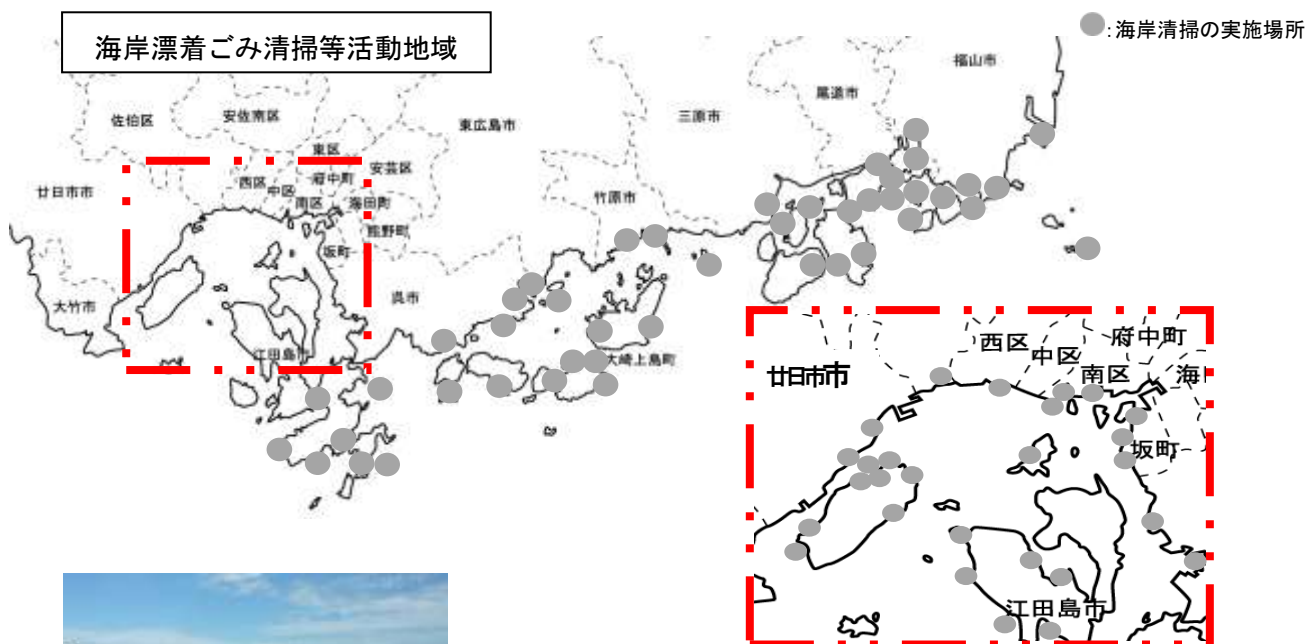 海岸漂着ごみ清掃等活動地域
:海岸清掃の実施場所
福山市
尾道市
三原市
佐伯区
安佐南区
東広島市
東区
安芸区
西区
府中町
中区
廿日市市
南区
海田町
竹原市
熊野町
坂町
大竹市
呉市
江田島市
大崎上島町
西区
中区
府中町
廿日市市
南区
海
坂町
江田島市